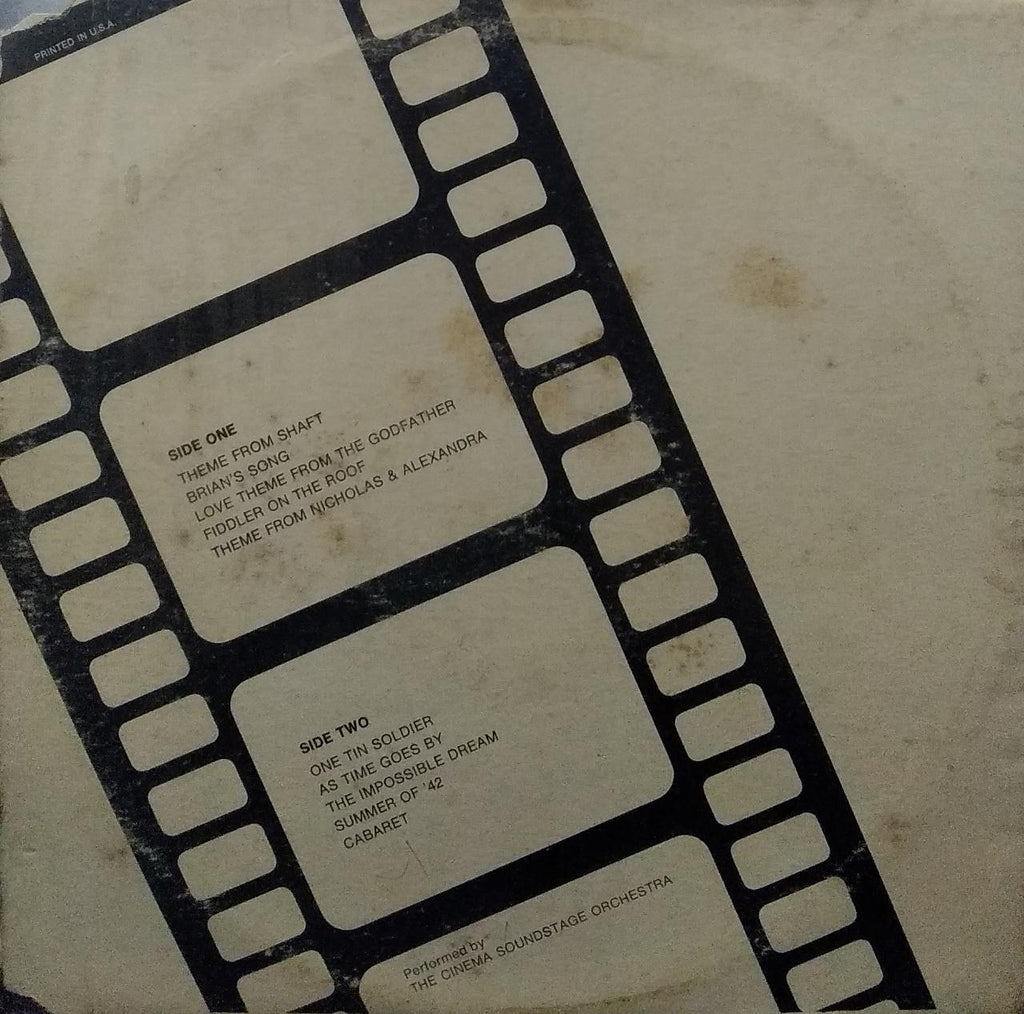 PRINTED IN U.S.A.
SIDE ONE
THEME FROM SHAFT
BRIAN'S SONG
LOVE THEME FROM THE GODFATHER
FIDDLER ON THE ROOF
THEME FROM NICHOLAS & ALEXANDRA
SIDE TWO
ONE TIN SOLDIER
AS TIME GOES BY
THE IMPOSSIBLE DREAM
SUMMER OF '42
CABARET
Performed by
THE CINEMA SOUNDSTAGE ORCHESTRA